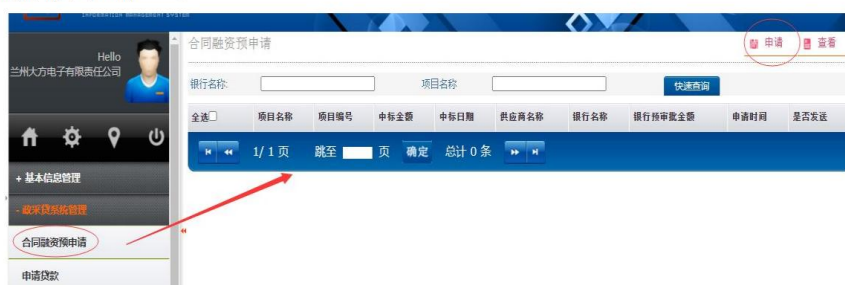 INFORMATION MANAGEMENT SYSTEM
Hello
兰州大方电子有限责任公司
+ 基本信息管理
- 政采贷系统管理
合同融资预申请
申请贷款
合同融资预申请
申请 查看
银行名称: 项目名称 快速查询
全选 项目名称 项目编号 中标金额 中标日期 供应商名称 银行名称 银行预审批金额 申请时间 是否发送
1/ 1 页 跳至 页 确定 总计 0 条